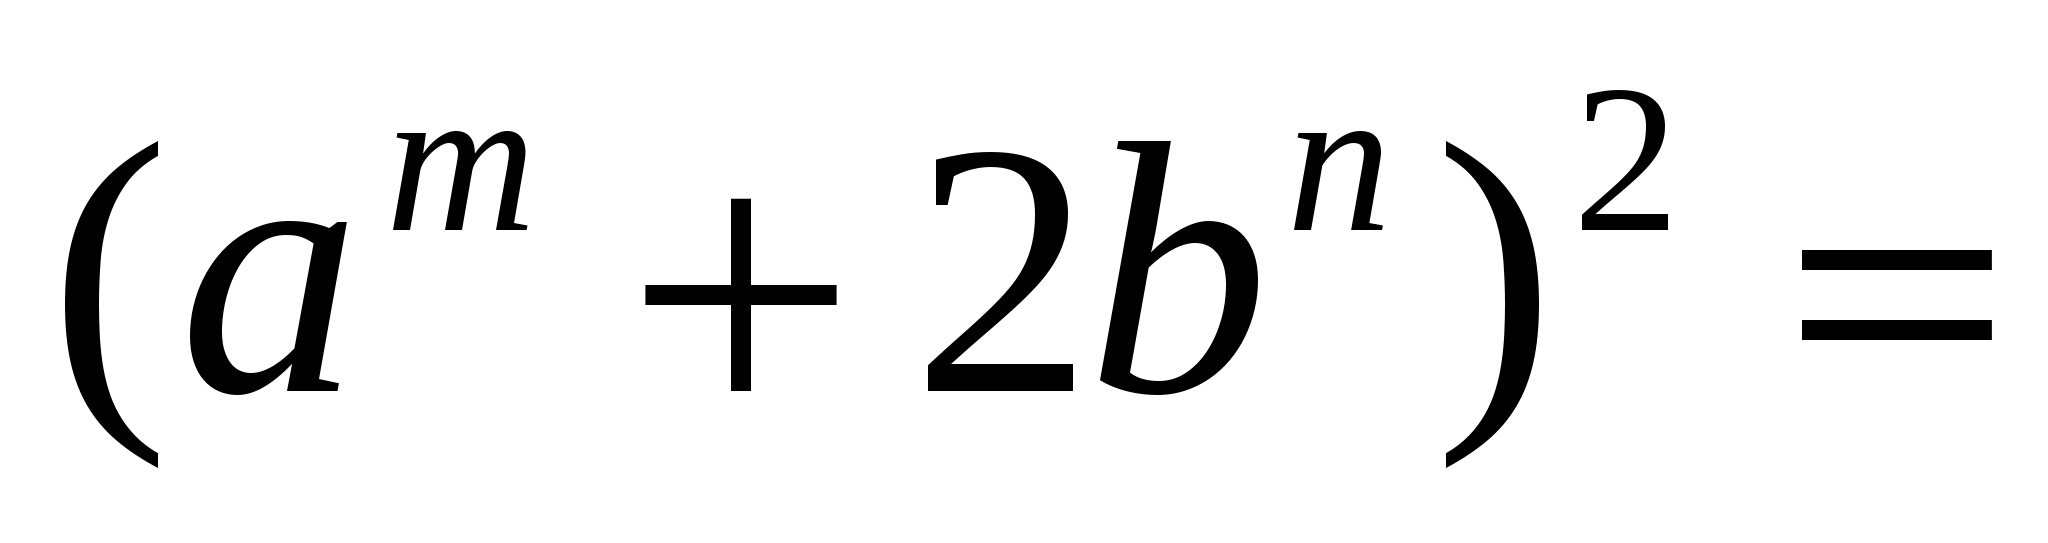 (a^m + 2b^n)^2 =